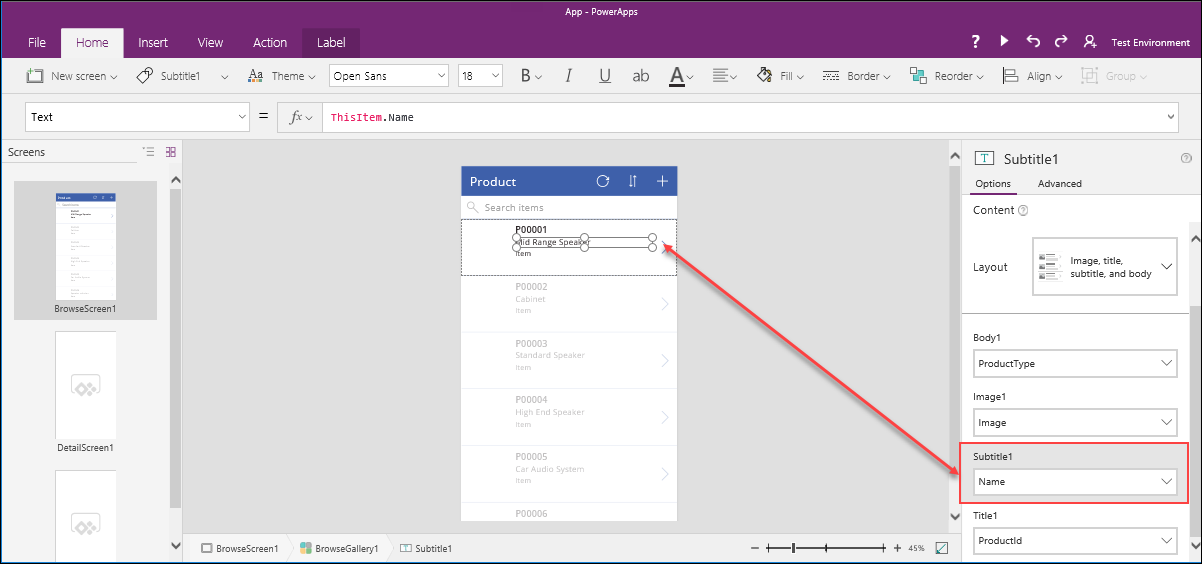 App - PowerApps
File Home Insert View Action Label ? Test Environment
New screen Subtitle1 Aa Theme Open Sans 18 B I U ab A Fill Border Reorder Align Group
Text = fx ThisItem.Name
Screens
BrowseScreen1
DetailScreen1
Product
Search items
P00001
Mid Range Speaker
Item
P00002
Cabinet
Item
P00003
Standard Speaker
Item
P00004
High End Speaker
Item
P00005
Car Audio System
Item
P00006
BrowseScreen1 BrowseGallery1 Subtitle1 45%
Subtitle1
Options Advanced
Content
Layout
Image, title,
subtitle, and body
Body1
ProductType
Image1
Image
Subtitle1
Name
Title1
ProductId